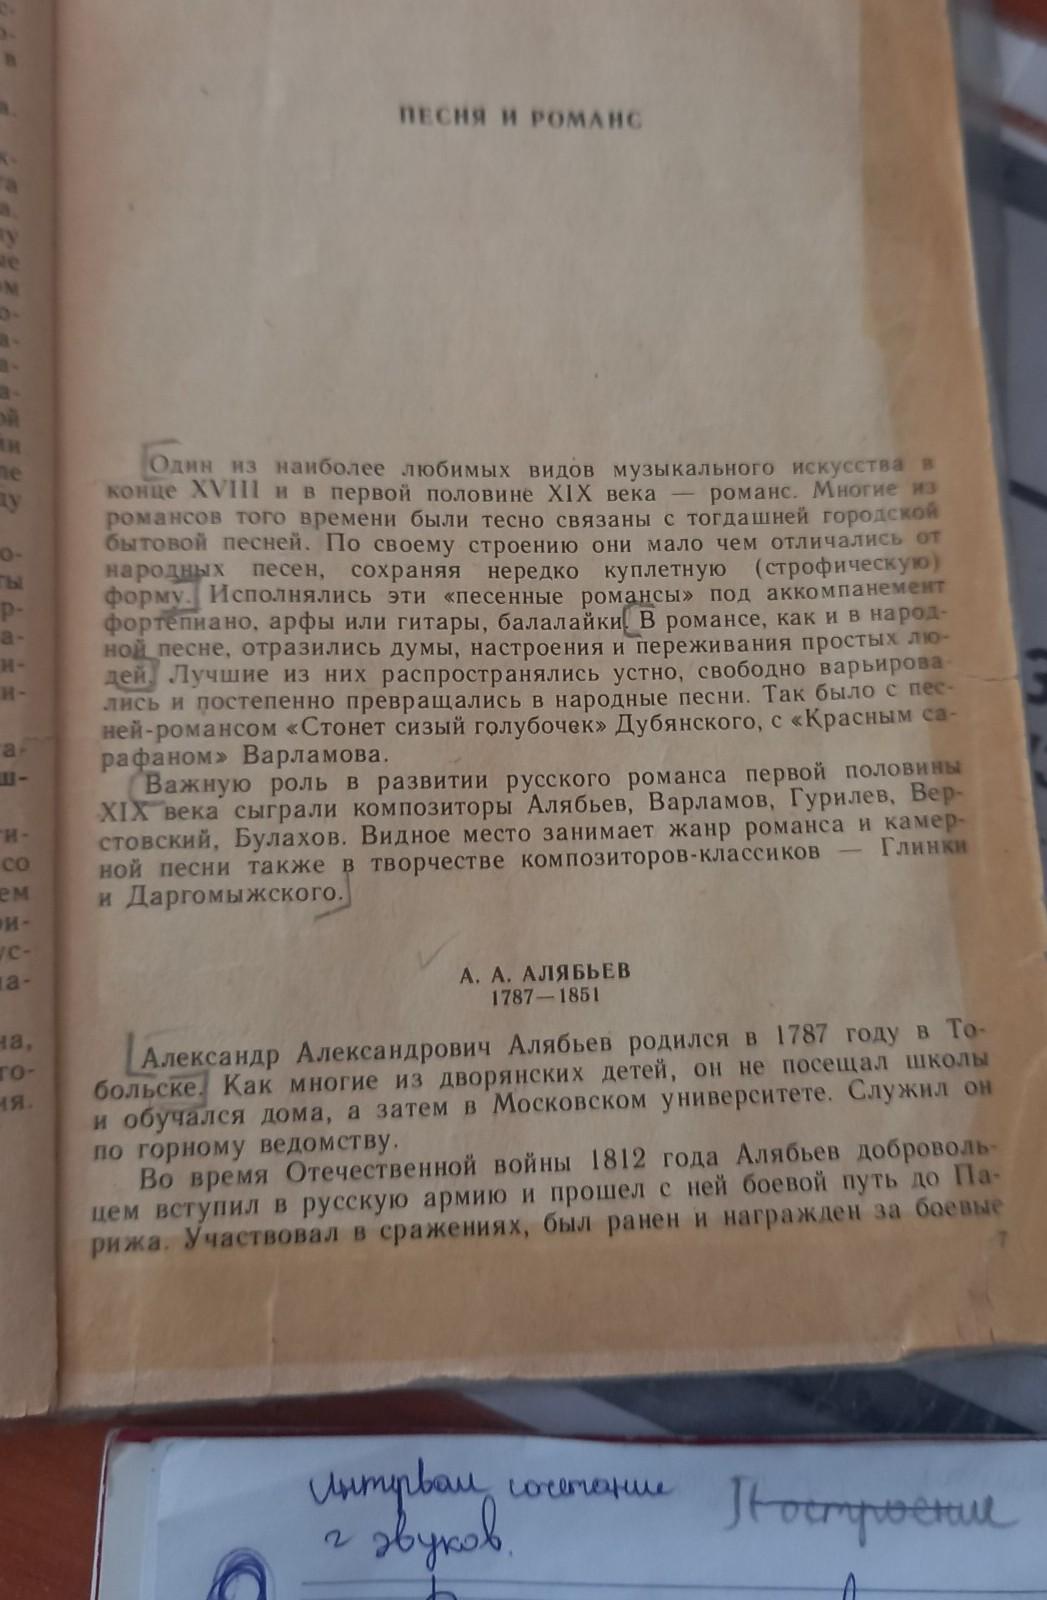 ПЕСНЯ И РОМАНС
Один из наиболее любимых видов музыкального искусства в
конце XVIII и в первой половине XIX века — романс. Многие из
романсов того времени были тесно связаны с тогдашней городской
бытовой песней. По своему строению они мало чем отличались от
народных песен, сохраняя нередко куплетную (строфическую)
форму. Исполнялись эти «песенные романсы» под аккомпанемент
фортепиано, арфы или гитары, балалайки. В романсе, как и в народ-
ной песне, отразились думы, настроения и переживания простых лю-
дей. Лучшие из них распространялись устно, свободно варьирова-
лись и постепенно превращались в народные песни. Так было с пес-
ней-романсом «Стонет сизый голубочек» Дубянского, с «Красным са-
рафаном» Варламова.
Важную роль в развитии русского романса первой половины
XIX века сыграли композиторы Алябьев, Варламов, Гурилев, Вер-
стовский, Булахов. Видное место занимает жанр романса и камер-
ной песни также в творчестве композиторов-классиков — Глинки
и Даргомыжского.
А. А. АЛЯБЬЕВ
1787—1851
Александр Александрович Алябьев родился в 1787 году в То-
больске. Как многие из дворянских детей, он не посещал школы
и обучался дома, а затем в Московском университете. Служил он
по горному ведомству.
Во время Отечественной войны 1812 года Алябьев доброволь-
цем вступил в русскую армию и прошел с ней боевой путь до Па-
рижа. Участвовал в сражениях, был ранен и награжден за боевые
7
Интервал сочетание Построение
2 звуков.